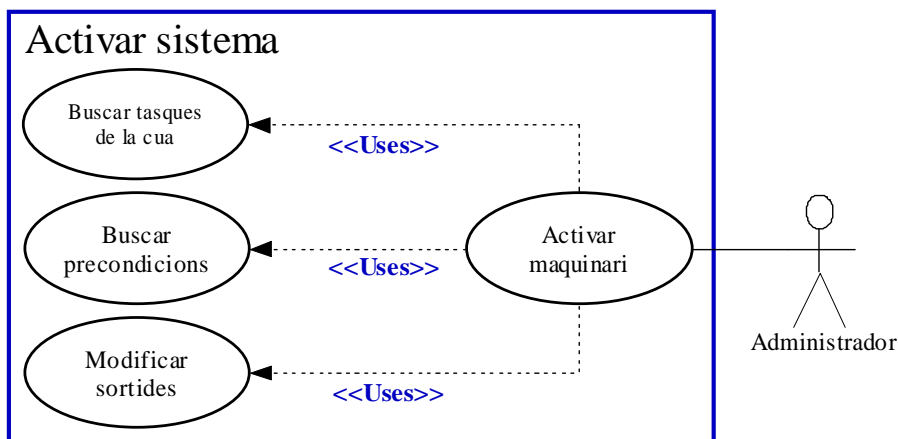 Activar sistema
Buscar tasques
de la cua
<<Uses>>
Buscar
precondicions
<<Uses>>
Activar
maquinari
Administrador
Modificar
sortides
<<Uses>>